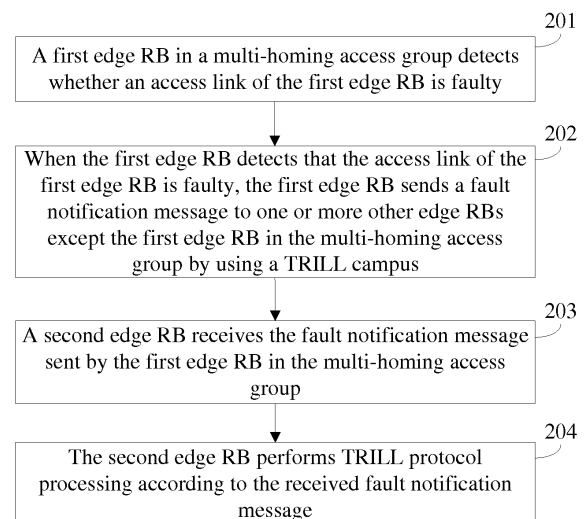 201
A first edge RB in a multi-homing access group detects
whether an access link of the first edge RB is faulty
202
When the first edge RB detects that the access link of the
first edge RB is faulty, the first edge RB sends a fault
notification message to one or more other edge RBs
except the first edge RB in the multi-homing access
group by using a TRILL campus
203
A second edge RB receives the fault notification message
sent by the first edge RB in the multi-homing access
group
204
The second edge RB performs TRILL protocol
processing according to the received fault notification
message